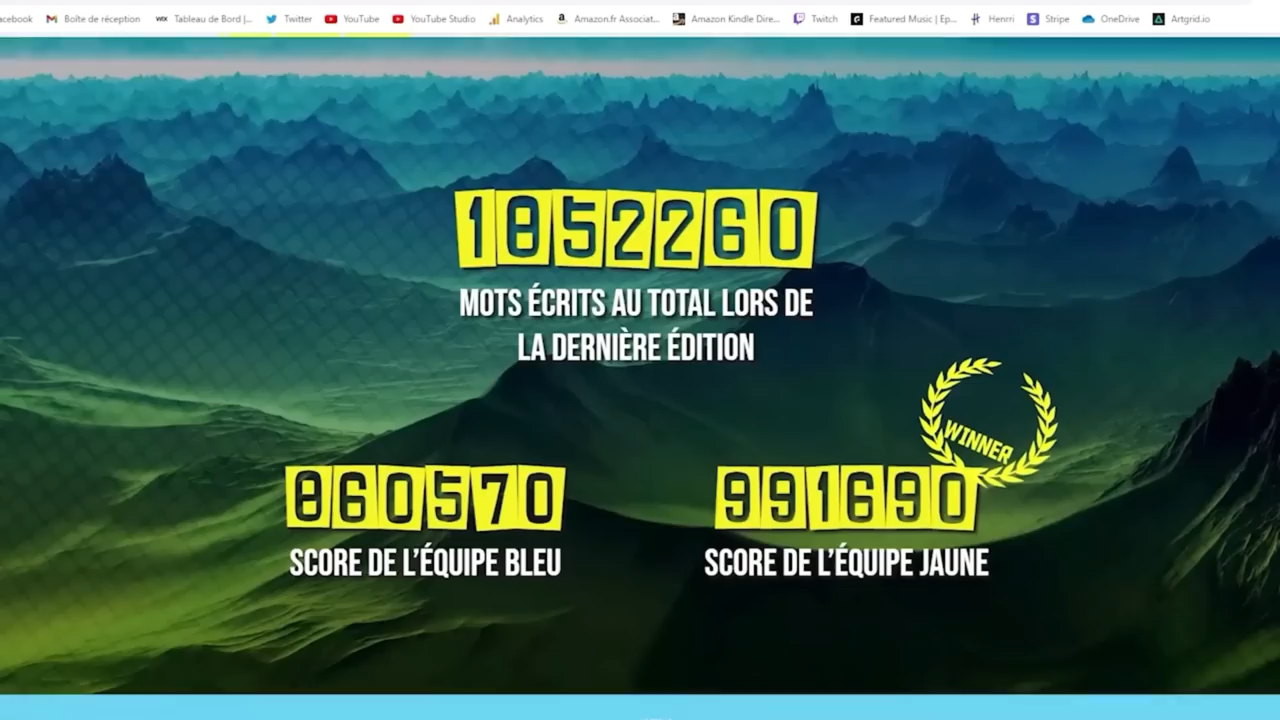 acebook Boîte de réception Tableau de Bord |... Twitter YouTube YouTube Studio Analytics Amazon.fr Associat... Amazon Kindle Dire... Twitch Featured Music | Ep... Henrri Stripe OneDrive Artgrid.io
1852260
MOTS ÉCRITS AU TOTAL LORS DE
LA DERNIÈRE ÉDITION
WINNER
860570 991690
SCORE DE L'ÉQUIPE BLEU SCORE DE L'ÉQUIPE JAUNE